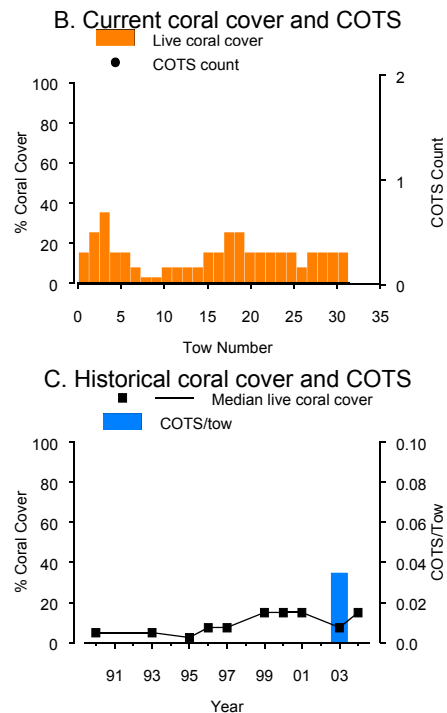 B. Current coral cover and COTS
Live coral cover
COTS count
100
80
60
40
20
0
% Coral Cover
2
1
0
COTS Count
0 5 10 15 20 25 30 35
Tow Number
C. Historical coral cover and COTS
Median live coral cover
COTS/tow
100
80
60
40
20
0
% Coral Cover
0.10
0.08
0.06
0.04
0.02
0.0
COTS/Tow
91 93 95 97 99 01 03
Year